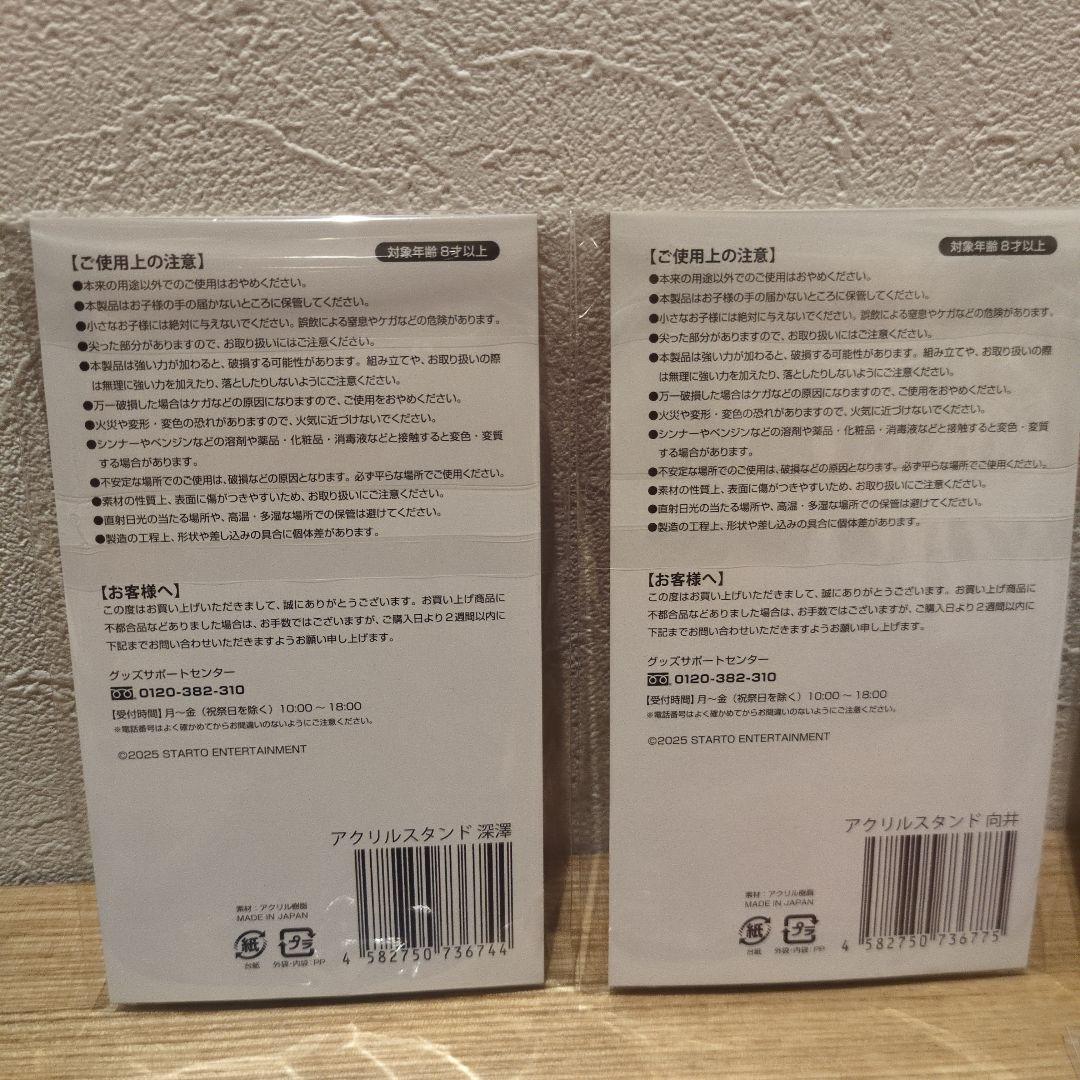 【ご使用上の注意】
対象年齢 8才以上
●本来の用途以外でのご使用はおやめください。
●本製品はお子様の手の届かないところに保管してください。
●小さなお子様には絶対に与えないでください。誤飲による窒息やケガなどの危険があります。
●尖った部分がありますので、お取り扱いにはご注意ください。
●本製品は強い力が加わると、破損する可能性があります。組み立てや、お取り扱いの際
は無理に強い力を加えたり、落としたりしないようにご注意ください。
●万一破損した場合はケガなどの原因になりますので、ご使用をおやめください。
●火災や変形・変色の恐れがありますので、火気に近づけないでください。
●シンナーやベンジンなどの溶剤や薬品・化粧品・消毒液などと接触すると変色・変質
する場合があります。
●不安定な場所でのご使用は、破損などの原因となります。必ず平らな場所でご使用ください。
●素材の性質上、表面に傷がつきやすいため、お取り扱いにご注意ください。
●直射日光の当たる場所や、高温・多湿な場所での保管は避けてください。
●製造の工程上、形状や差し込みの具合に個体差があります。
【お客様へ】
この度はお買い上げいただきまして、誠にありがとうございます。お買い上げ商品に
不都合品などありました場合は、お手数ではございますが、ご購入日より2週間以内に
下記までお問い合わせいただきますようお願い申し上げます。
グッズサポートセンター
0120-382-310
【受付時間】月～金（祝祭日を除く）10:00～18:00
※電話番号はよく確かめてからお間違いのないようにご注意ください。
©2025 STARTO ENTERTAINMENT
アクリルスタンド 深澤
素材：アクリル樹脂
MADE IN JAPAN
紙
プラ
台紙
外袋・内袋：PP
4 582750 736744
【ご使用上の注意】
対象年齢 8才以上
●本来の用途以外でのご使用はおやめください。
●本製品はお子様の手の届かないところに保管してください。
●小さなお子様には絶対に与えないでください。誤飲による窒息やケガなどの危険があります。
●尖った部分がありますので、お取り扱いにはご注意ください。
●本製品は強い力が加わると、破損する可能性があります。組み立てや、お取り扱いの際
は無理に強い力を加えたり、落としたりしないようにご注意ください。
●万一破損した場合はケガなどの原因になりますので、ご使用をおやめください。
●火災や変形・変色の恐れがありますので、火気に近づけないでください。
●シンナーやベンジンなどの溶剤や薬品・化粧品・消毒液などと接触すると変色・変質
する場合があります。
●不安定な場所でのご使用は、破損などの原因となります。必ず平らな場所でご使用ください。
●素材の性質上、表面に傷がつきやすいため、お取り扱いにご注意ください。
●直射日光の当たる場所や、高温・多湿な場所での保管は避けてください。
●製造の工程上、形状や差し込みの具合に個体差があります。
【お客様へ】
この度はお買い上げいただきまして、誠にありがとうございます。お買い上げ商品に
不都合品などありました場合は、お手数ではございますが、ご購入日より2週間以内に
下記までお問い合わせいただきますようお願い申し上げます。
グッズサポートセンター
0120-382-310
【受付時間】月～金（祝祭日を除く）10:00～18:00
※電話番号はよく確かめてからお間違いのないようにご注意ください。
©2025 STARTO ENTERTAINMENT
アクリルスタンド 向井
素材：アクリル樹脂
MADE IN JAPAN
紙
プラ
台紙
外袋・内袋：PP
4 582750 736775